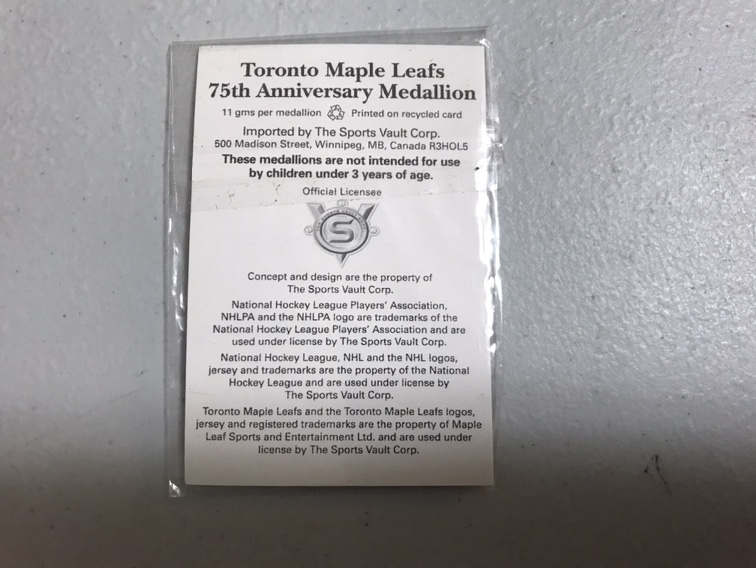 Toronto Maple Leafs
75th Anniversary Medallion
11 gms per medallion Printed on recycled card
Imported by The Sports Vault Corp.
500 Madison Street, Winnipeg, MB, Canada R3HOL5
These medallions are not intended for use
by children under 3 years of age.
Official Licensee
S
Concept and design are the property of
The Sports Vault Corp.
National Hockey League Players' Association,
NHLPA and the NHLPA logo are trademarks of the
National Hockey League Players' Association and are
used under license by The Sports Vault Corp.
National Hockey League, NHL and the NHL logos,
jersey and trademarks are the property of the National
Hockey League and are used under license by
The Sports Vault Corp.
Toronto Maple Leafs and the Toronto Maple Leafs logos,
jersey and registered trademarks are the property of Maple
Leaf Sports and Entertainment Ltd. and are used under
license by The Sports Vault Corp.